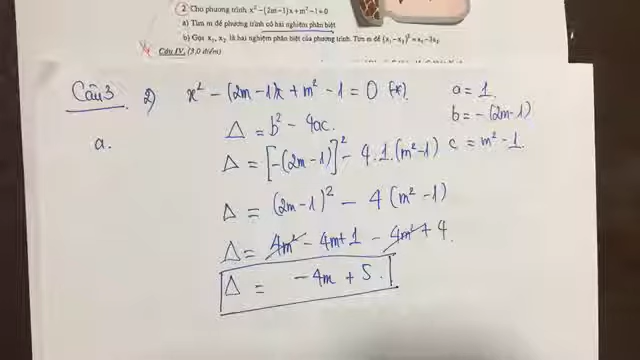 2 Cho phương trình x² – (2m – 1)x + m² – 1 = 0
a) Tìm m để phương trình có hai nghiệm phân biệt
b) Gọi x₁, x₂ là hai nghiệm phân biệt của phương trình. Tìm m để (x₁ – x₂)² = x₁ – 3x₂
Câu IV. (3,0 điểm)
Câu 3 2) x² – (2m–1)x + m² – 1 = 0 (*). a = 1.
b = –(2m–1)
a. Δ = b² – 4ac.
Δ = [–(2m–1)]² – 4.1.(m²–1) c = m² – 1.
Δ = (2m–1)² – 4(m²–1)
Δ = 4m² – 4m + 1 – 4m² + 4.
Δ = –4m + 5.